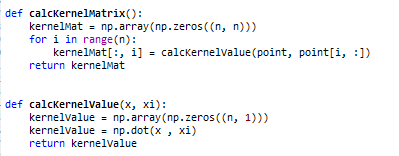 def calcKernelMatrix():
    kernelMat = np.array(np.zeros((n, n)))
    for i in range(n):
        kernelMat[:, i] = calcKernelValue(point, point[i, :])
    return kernelMat
def calcKernelValue(x, xi):
    kernelValue = np.array(np.zeros((n, 1)))
    kernelValue = np.dot(x , xi)
    return kernelValue